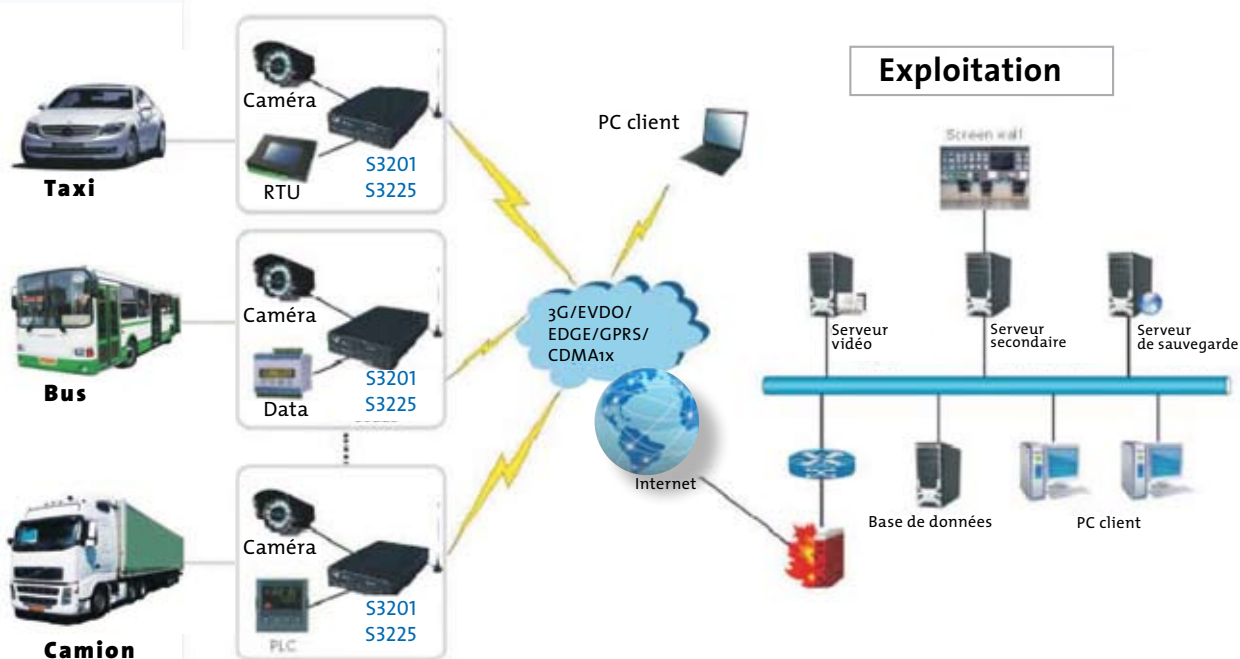 Exploitation
Caméra
PC client
Screen wall
Taxi
RTU
S3201
S3225
Caméra
3G/EVDO/
EDGE/GPRS/
CDMA1x
Serveur
vidéo
Serveur
secondaire
Serveur
de sauvegarde
Bus
Data
S3201
S3225
Internet
Base de données
PC client
Caméra
Camion
PLC
S3201
S3225